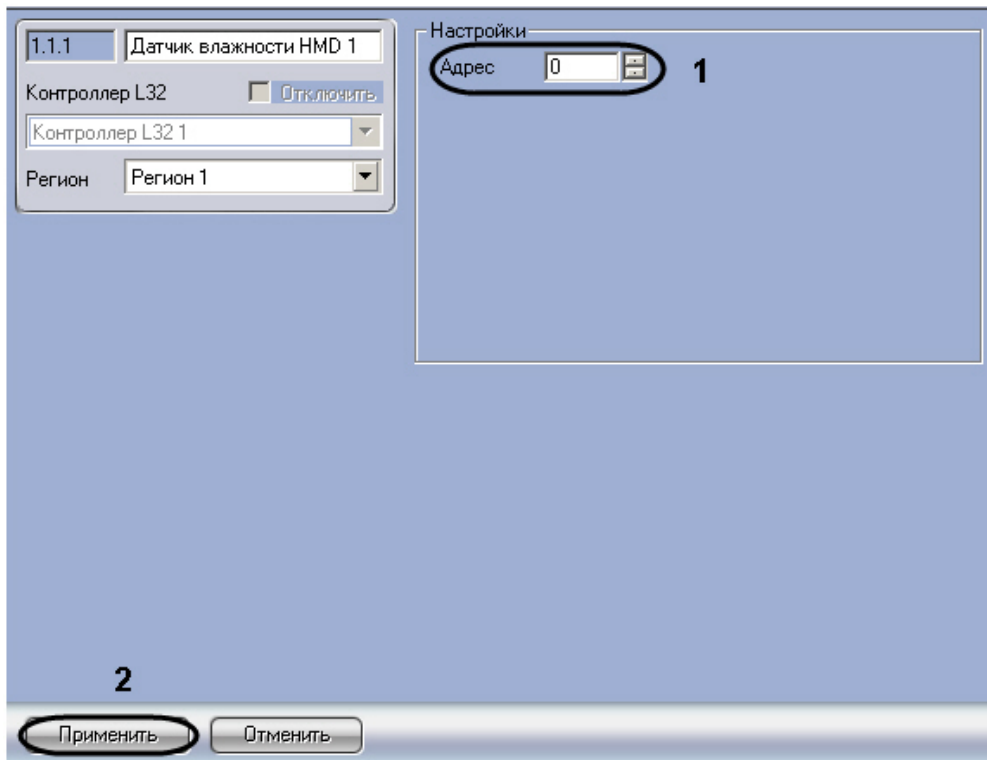 1.1.1 Датчик влажности HMD 1
Контроллер L32 Отключить
Контроллер L32 1
Регион Регион 1
Настройки
Адрес 0 1
2
Применить Отменить